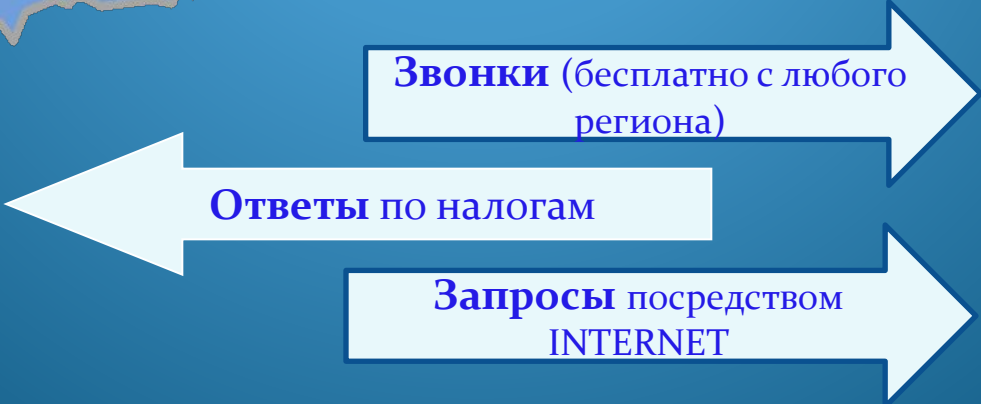 Звонки (бесплатно с любого
региона)
Ответы по налогам
Запросы посредством
INTERNET